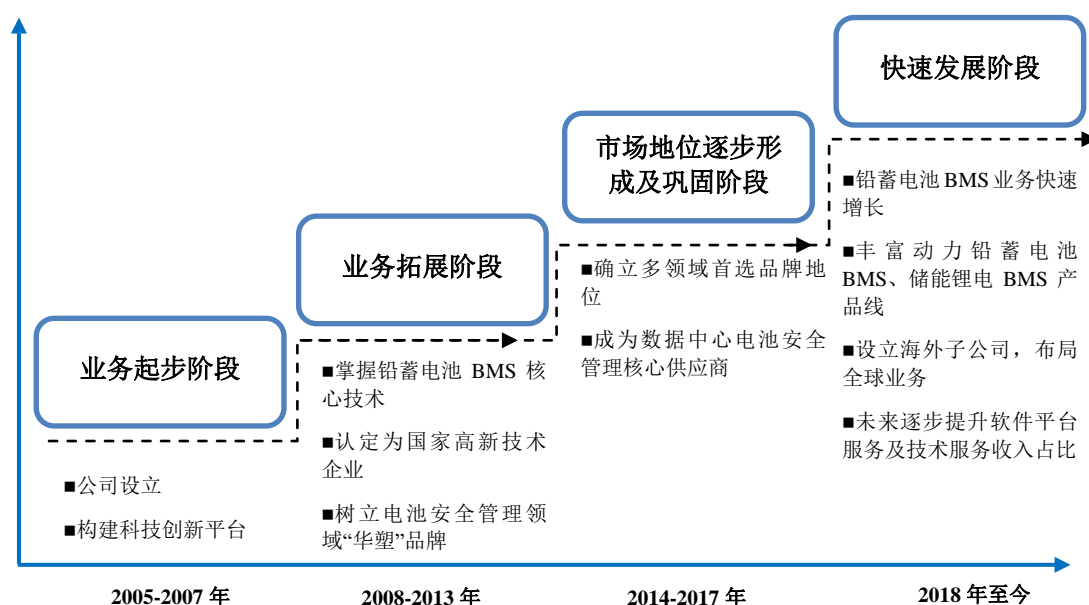 快速发展阶段
市场地位逐步形
成及巩固阶段
业务拓展阶段
业务起步阶段
■公司设立
■构建科技创新平台
■掌握铅蓄电池 BMS 核
心技术
■认定为国家高新技术
企业
■树立电池安全管理领
域“华塑”品牌
■确立多领域首选品牌地
位
■成为数据中心电池安全
管理核心供应商
■铅蓄电池 BMS 业务快速
增长
■丰富动力铅蓄电池
BMS、储能锂电 BMS 产
品线
■设立海外子公司，布局
全球业务
■未来逐步提升软件平台
服务及技术服务收入占比
2005-2007 年
2008-2013 年
2014-2017 年
2018 年至今